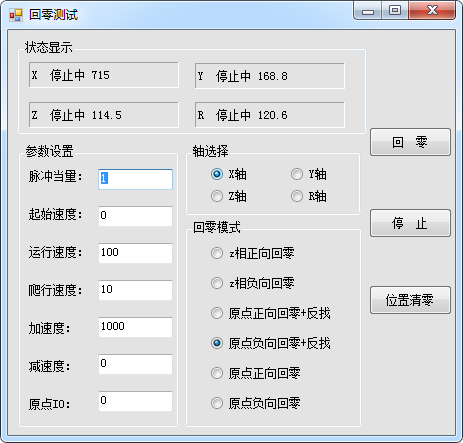 回零测试
状态显示
X 停止中 715
Y 停止中 168.8
Z 停止中 114.5
R 停止中 120.6
参数设置
脉冲当量: 1
起始速度: 0
运行速度: 100
爬行速度: 10
加速度: 1000
减速度: 0
原点IO: 0
轴选择
X轴 Y轴
Z轴 R轴
回零模式
z相正向回零
z相负向回零
原点正向回零+反找
原点负向回零+反找
原点正向回零
原点负向回零
回 零
停 止
位置清零